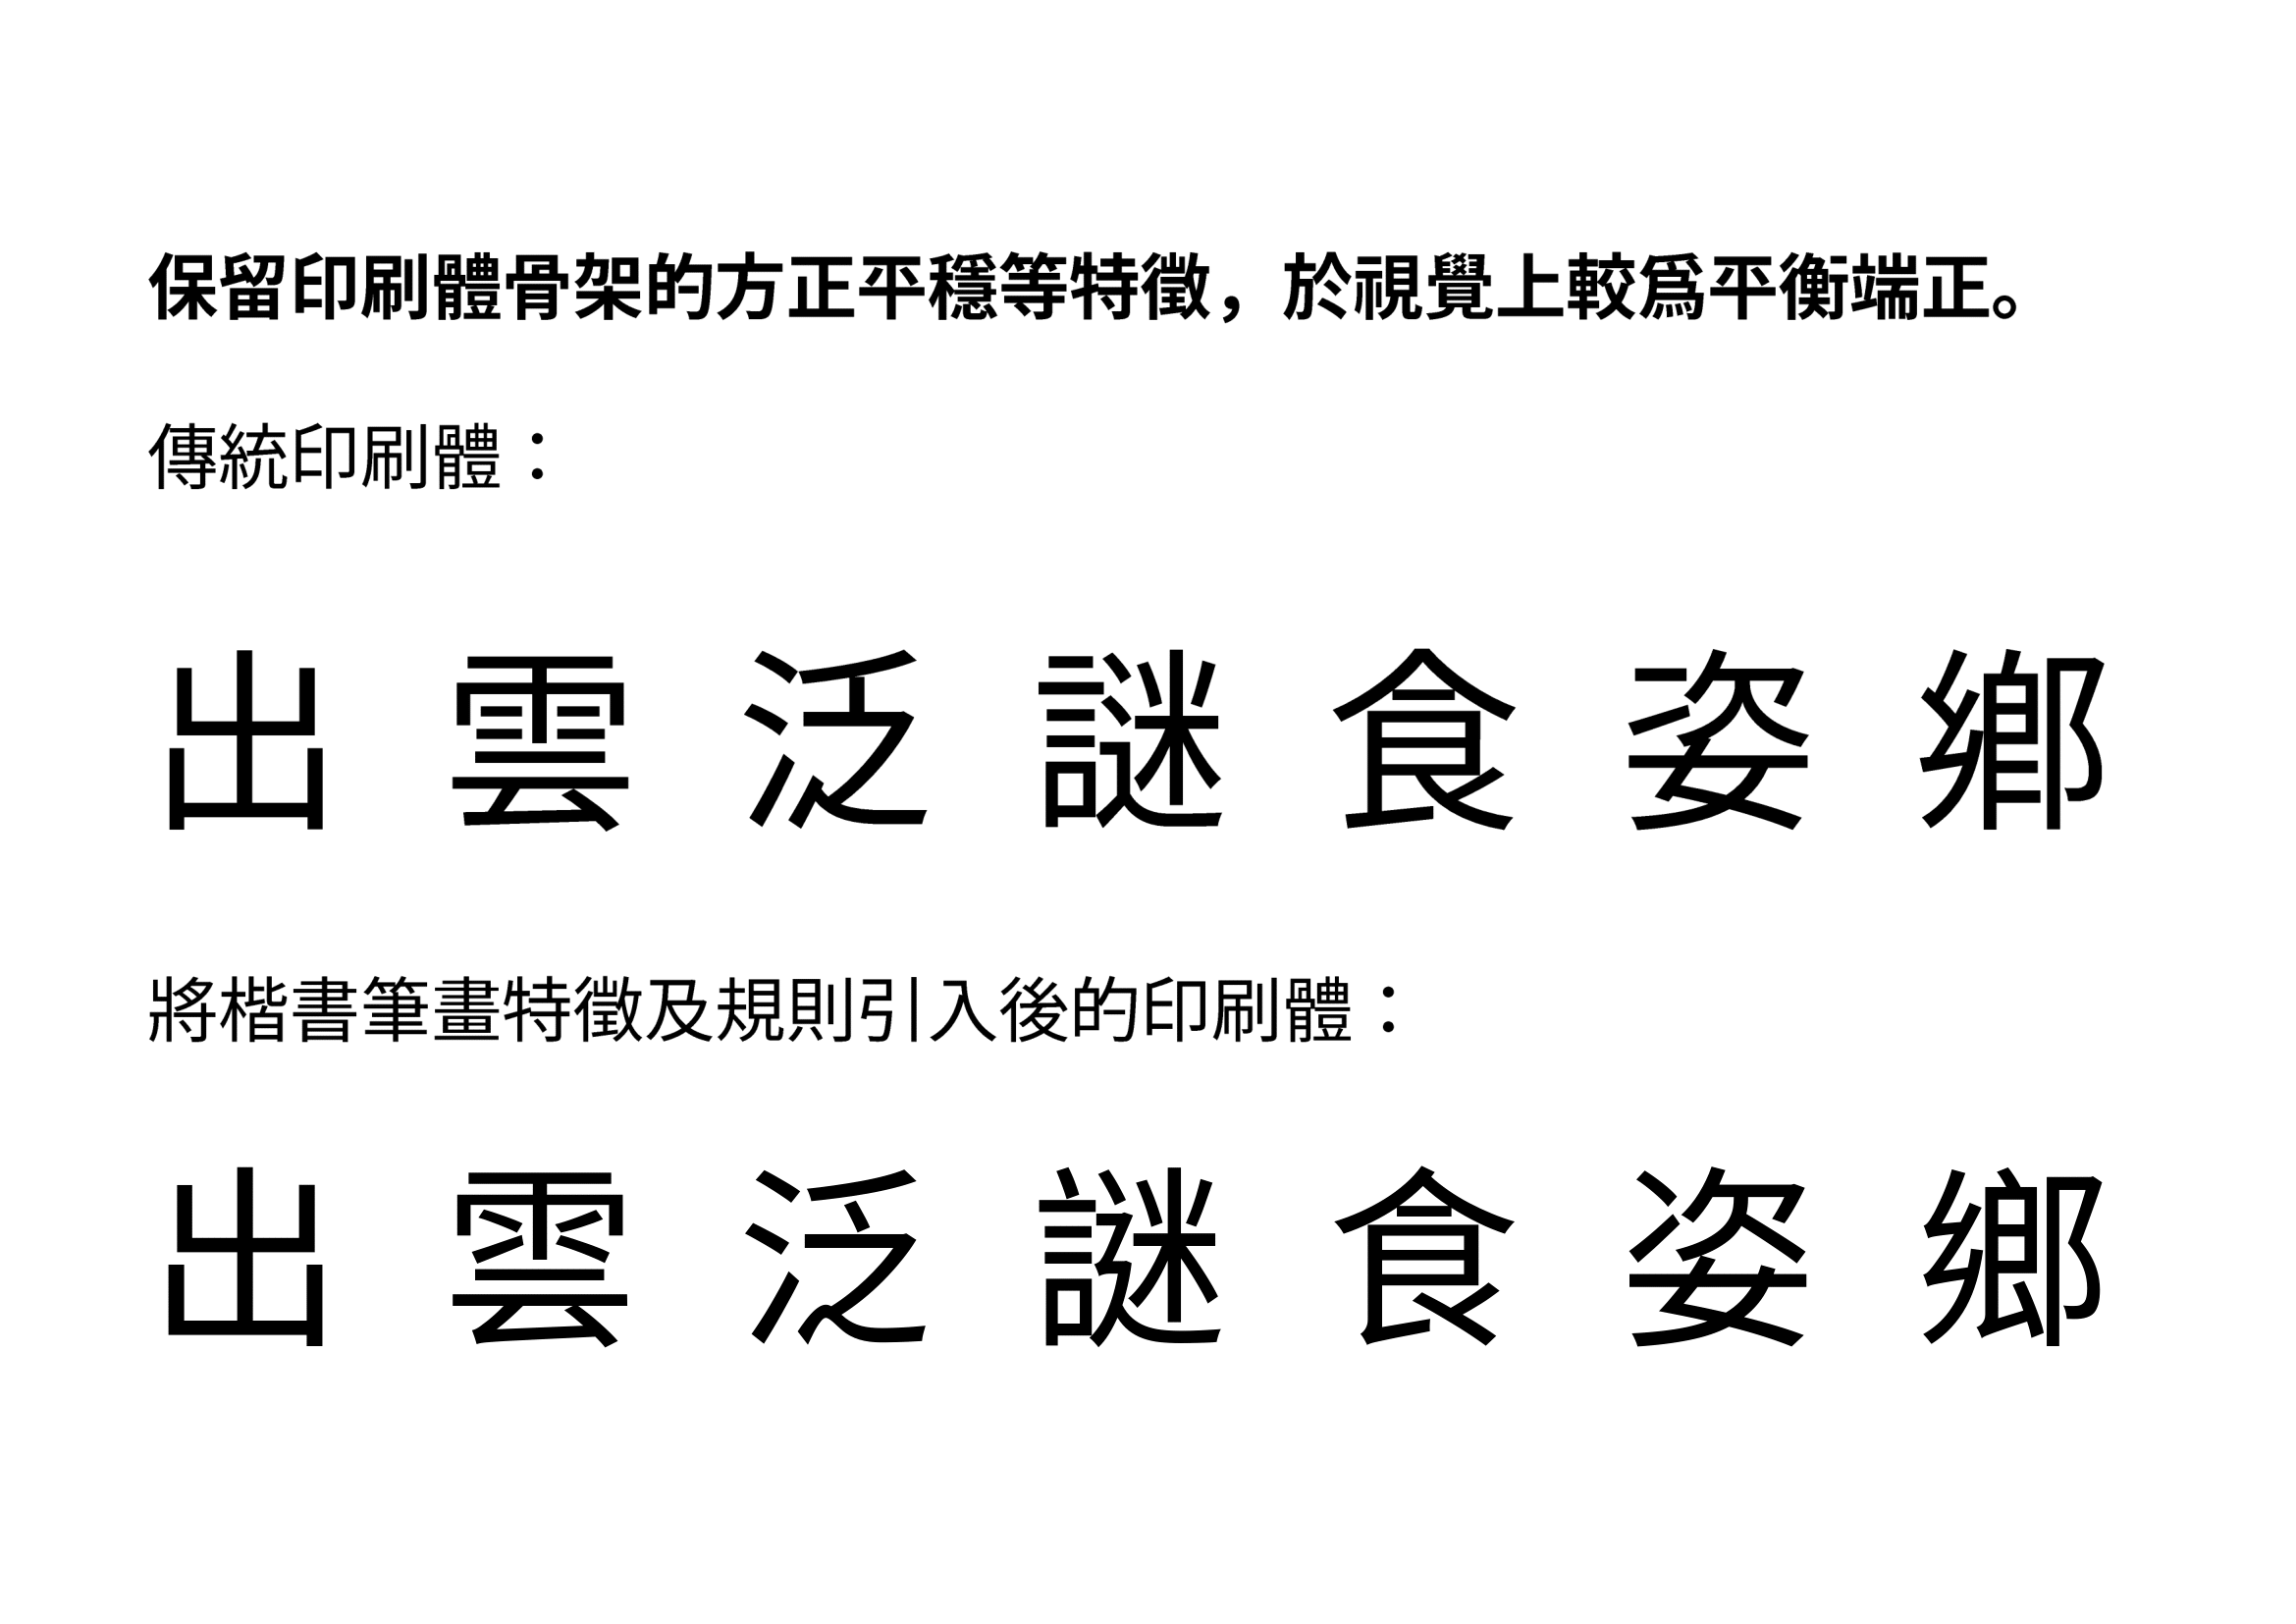 保留印刷體骨架的方正平穩等特徵，於視覺上較為平衡端正。
傳統印刷體：
出 雲 泛 謎 食 姿 鄉
將楷書筆畫特徵及規則引入後的印刷體：
出 雲 泛 謎 食 姿 鄉